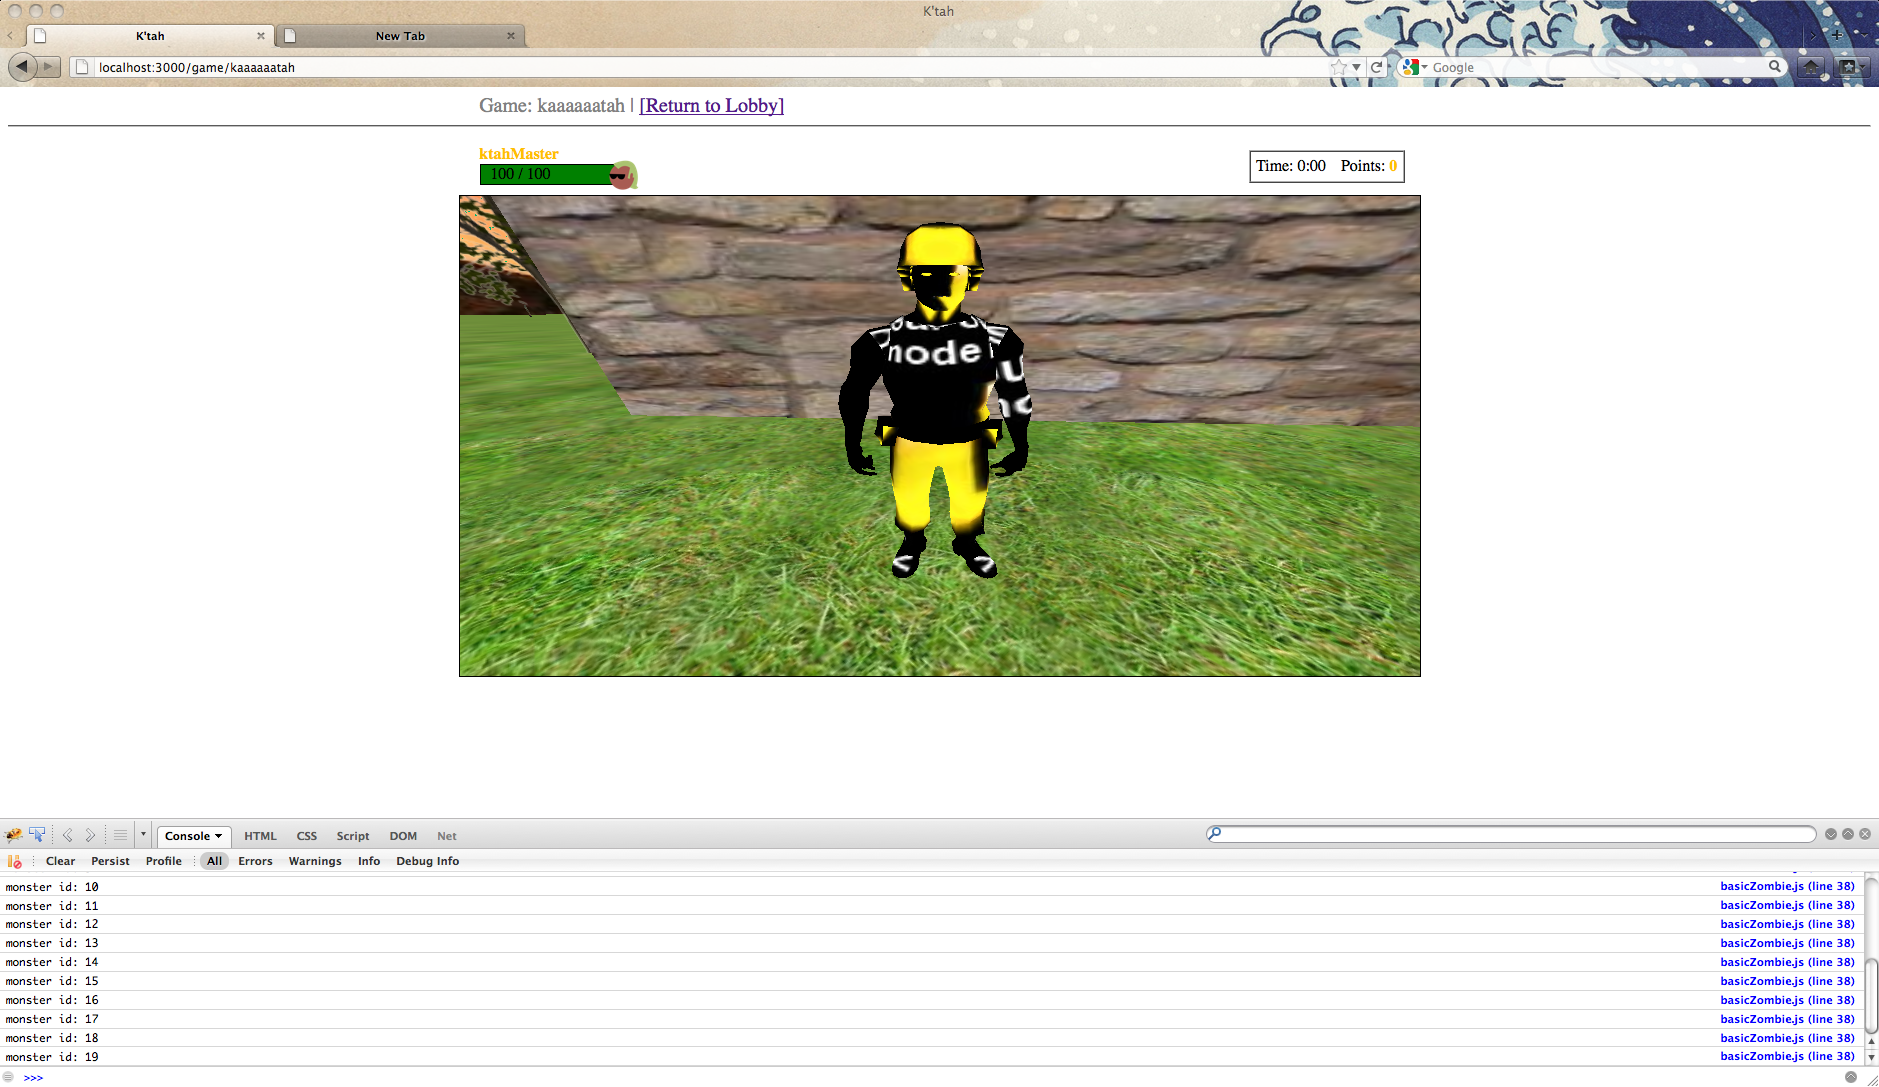 K'tah
K'tah
New Tab
localhost:3000/game/kaaaaaatah
Google
Game: kaaaaaatah | [Return to Lobby]
ktahMaster
100 / 100
Time: 0:00 Points: 0
node
Console HTML CSS Script DOM Net
Clear Persist Profile All Errors Warnings Info Debug Info
monster id: 10 basicZombie.js (line 38)
monster id: 11 basicZombie.js (line 38)
monster id: 12 basicZombie.js (line 38)
monster id: 13 basicZombie.js (line 38)
monster id: 14 basicZombie.js (line 38)
monster id: 15 basicZombie.js (line 38)
monster id: 16 basicZombie.js (line 38)
monster id: 17 basicZombie.js (line 38)
monster id: 18 basicZombie.js (line 38)
monster id: 19 basicZombie.js (line 38)
>>>